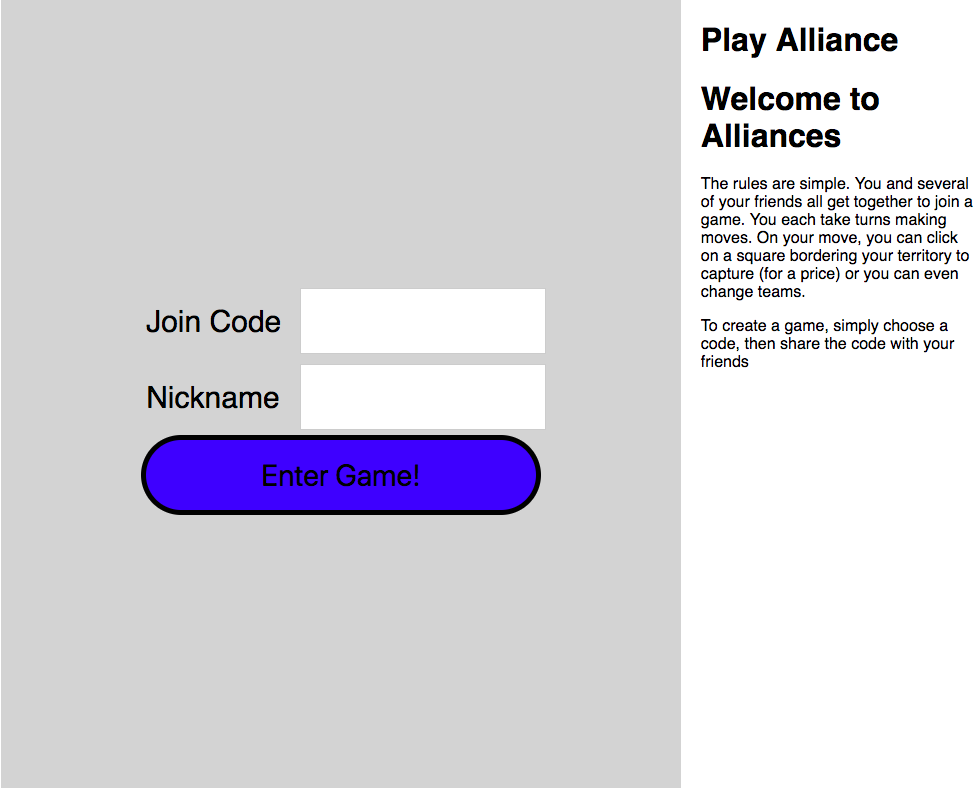 Join Code
Nickname
Enter Game!
Play Alliance
Welcome to
Alliances
The rules are simple. You and several
of your friends all get together to join a
game. You each take turns making
moves. On your move, you can click
on a square bordering your territory to
capture (for a price) or you can even
change teams.
To create a game, simply choose a
code, then share the code with your
friends